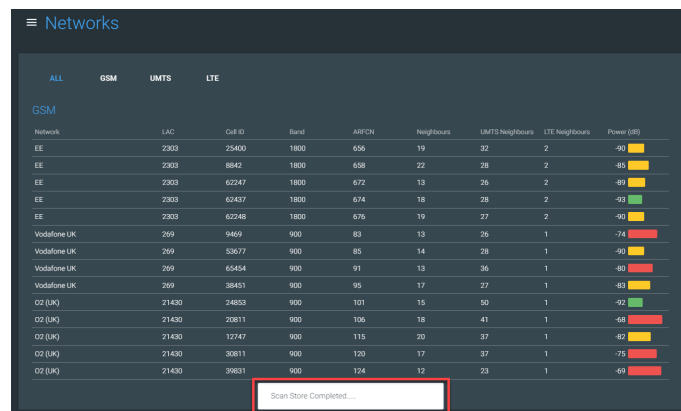 ≡ Networks
ALL GSM UMTS LTE
GSM
Network LAC Cell ID Band ARFCN Neighbours UMTS Neighbours LTE Neighbours Power (dB)
EE 2303 25400 1800 656 19 32 2 -90
EE 2303 8842 1800 658 22 28 2 -85
EE 2303 62247 1800 672 13 26 2 -89
EE 2303 62437 1800 674 18 28 2 -93
EE 2303 62248 1800 676 19 27 2 -90
Vodafone UK 269 9469 900 83 13 26 1 -74
Vodafone UK 269 53677 900 85 14 28 1 -90
Vodafone UK 269 65454 900 91 13 36 1 -80
Vodafone UK 269 38451 900 95 17 27 1 -83
O2 (UK) 21430 24853 900 101 15 50 1 -92
O2 (UK) 21430 20811 900 106 18 41 1 -68
O2 (UK) 21430 12747 900 115 20 37 1 -82
O2 (UK) 21430 30811 900 120 17 37 1 -75
O2 (UK) 21430 39831 900 124 12 23 1 -69
Scan Store Completed....